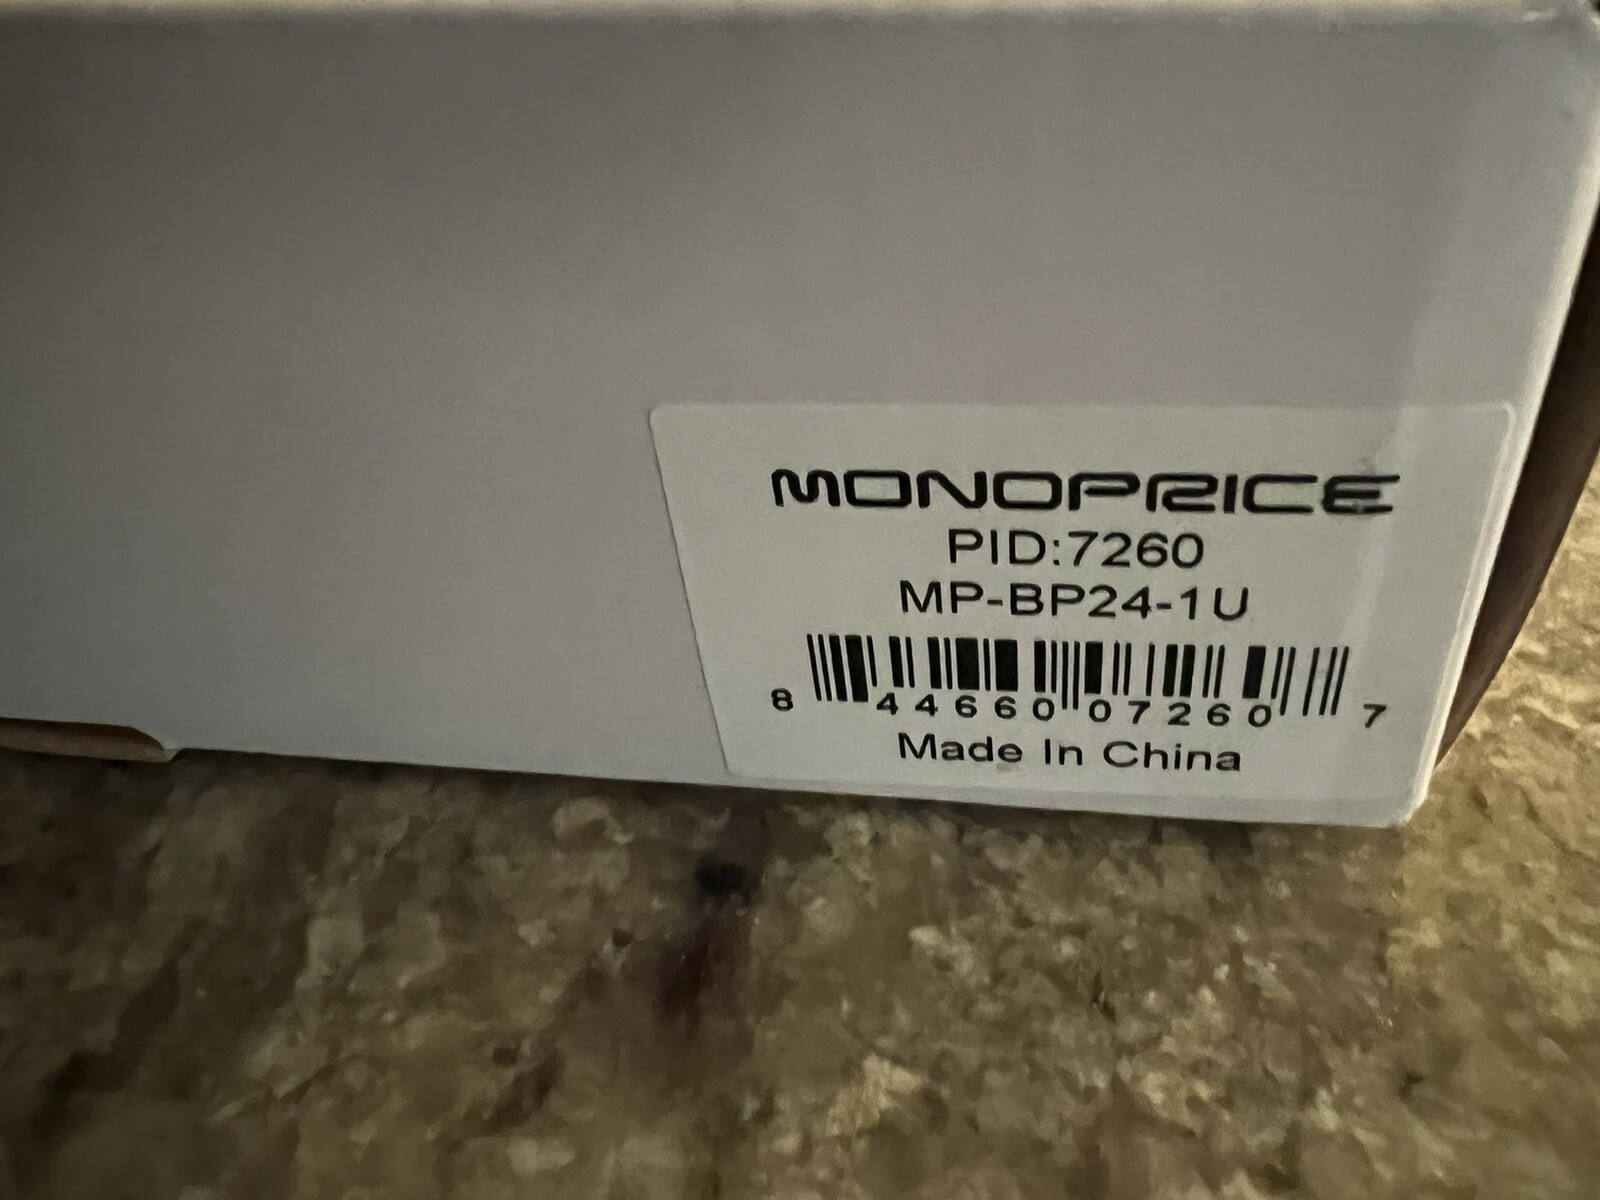 MONOPRICE
PID:7260
MP-BP24-1U
8 44660 07260 7
Made In China